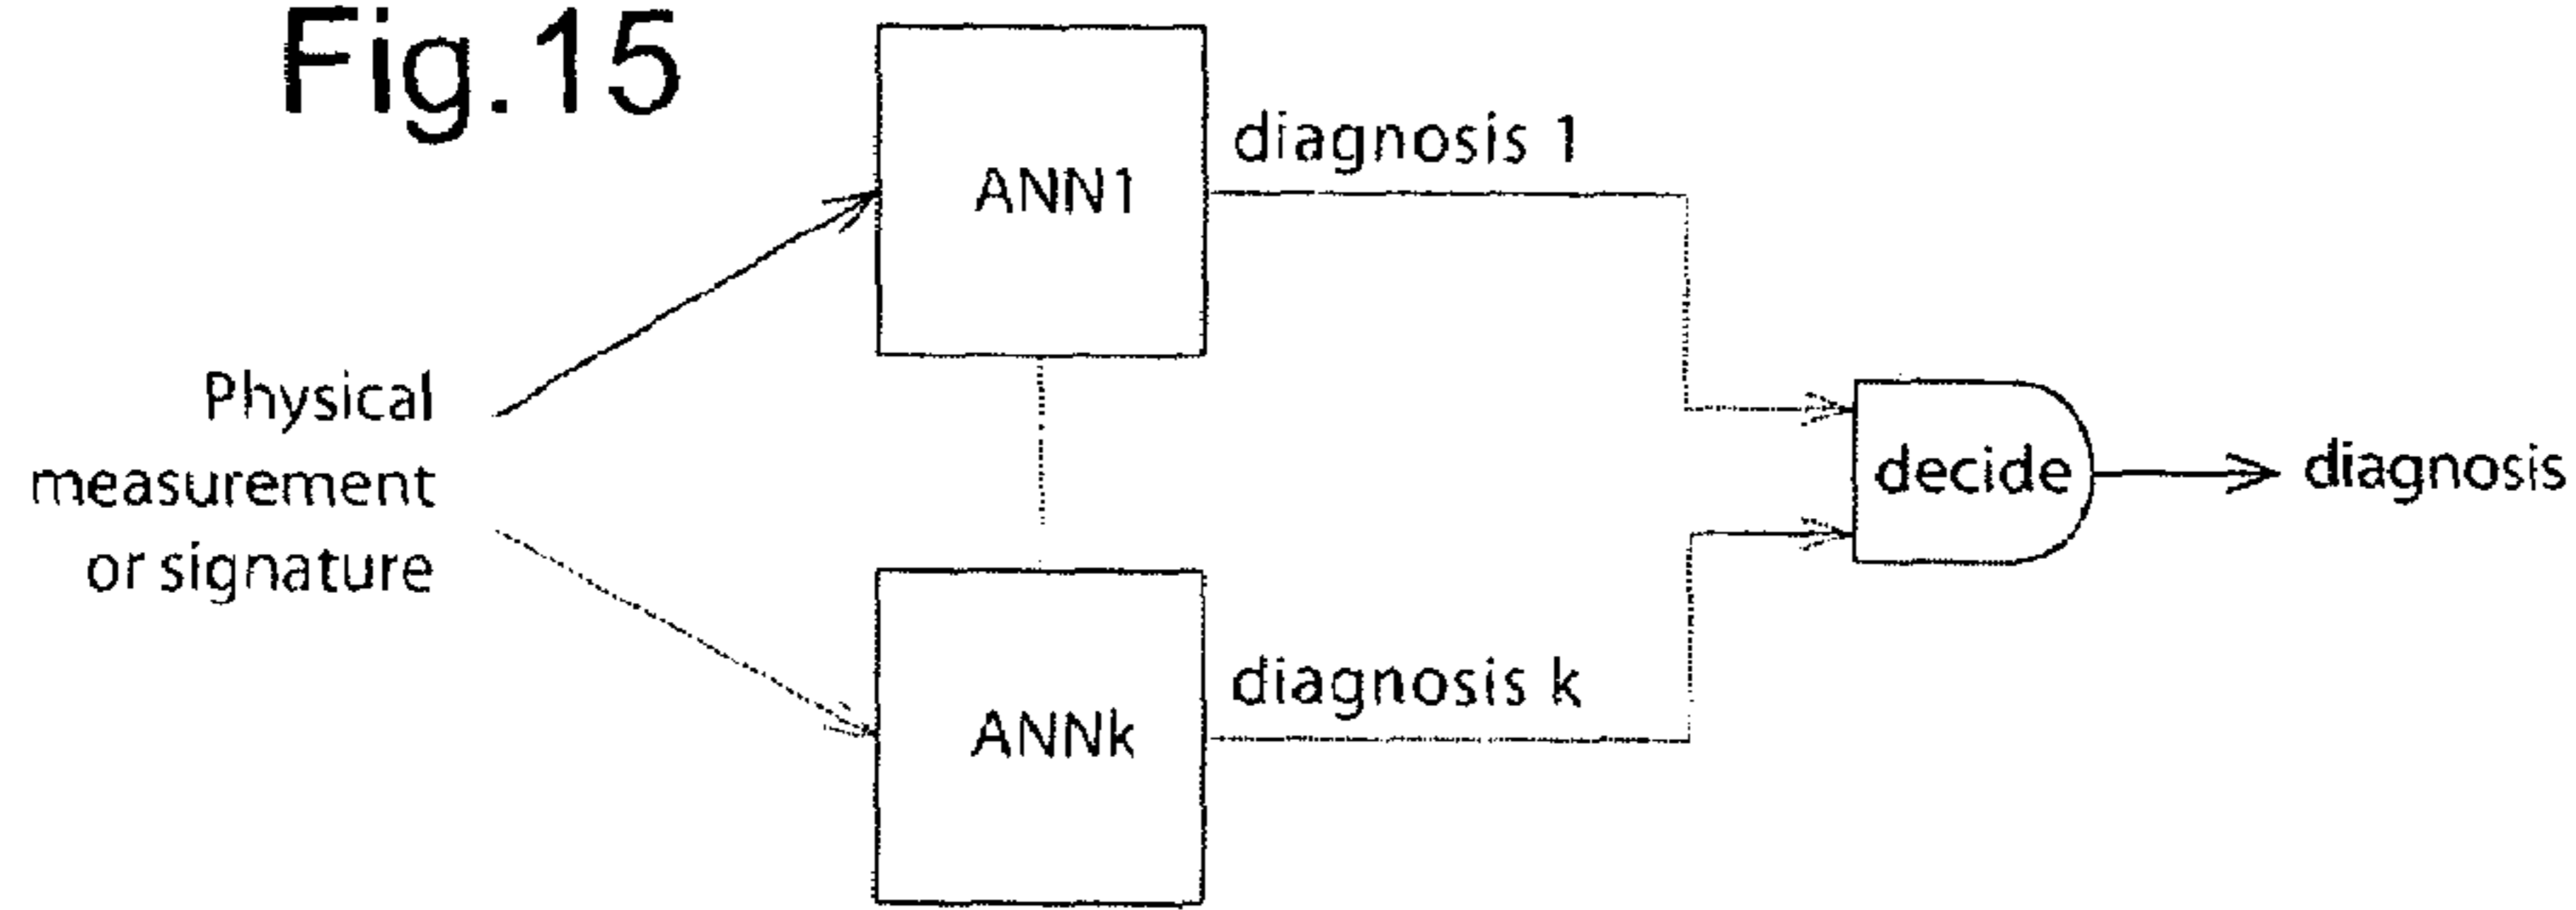 Fig.15
ANN1
diagnosis 1
Physical
measurement
or signature
decide
diagnosis
ANNk
diagnosis k